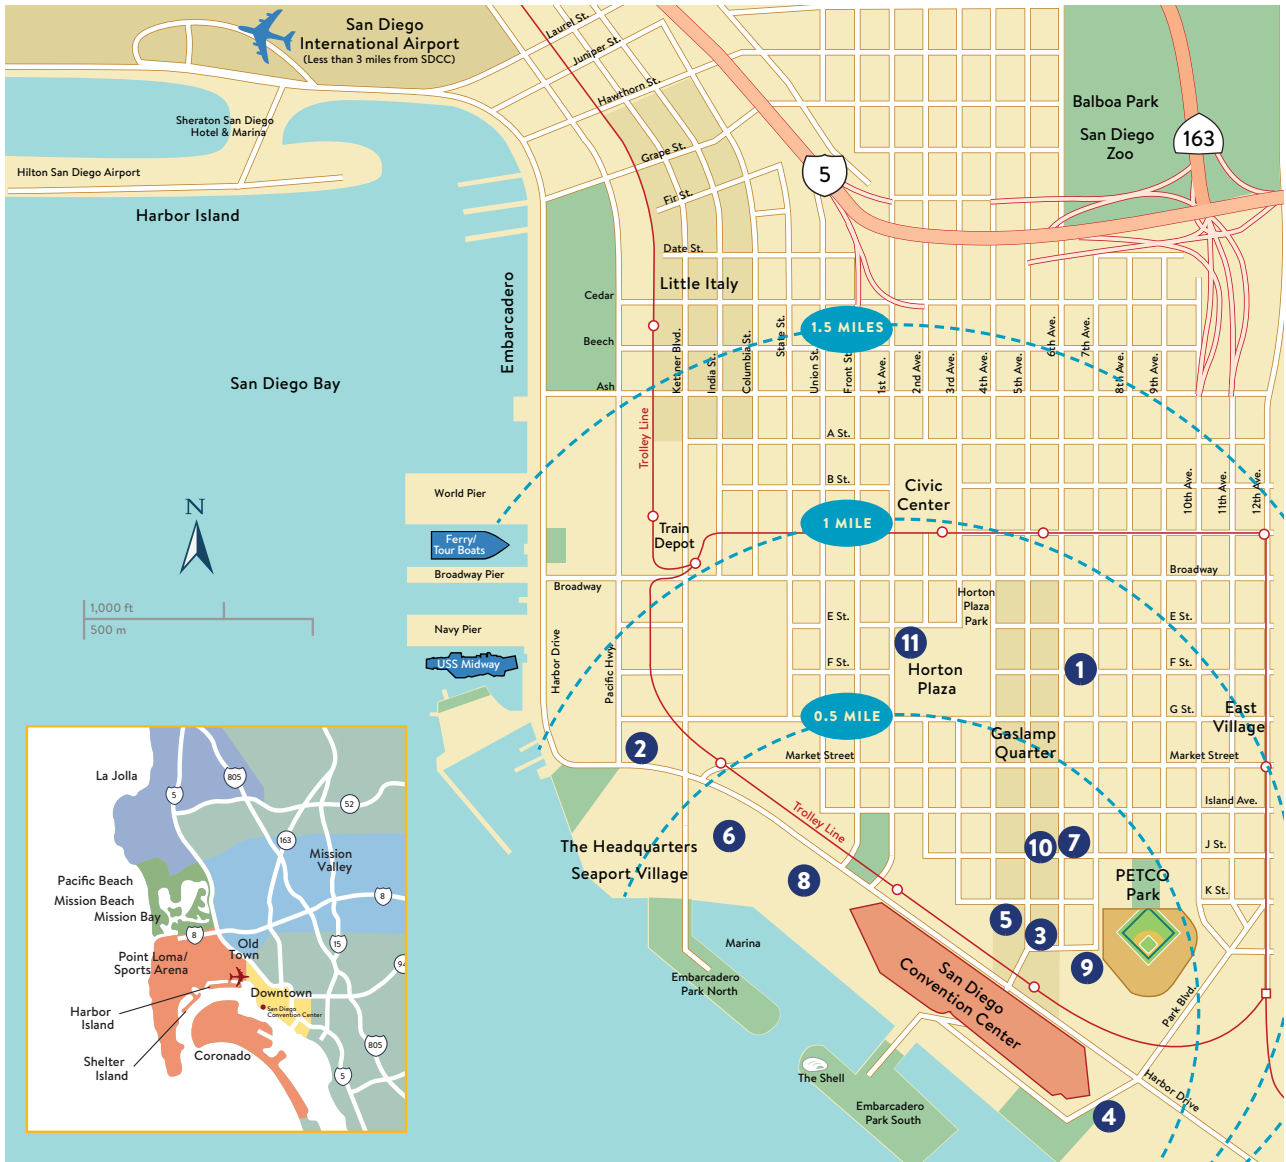 San Diego
International Airport
(Less than 3 miles from SDCC)
Laurel St.
Juniper St.
Hawthorn St.
Grape St.
Fir St.
Date St.
Balboa Park
San Diego
Zoo
163
5
Sheraton San Diego
Hotel & Marina
Hilton San Diego Airport
Harbor Island
Embarcadero
San Diego Bay
Little Italy
Cedar
Beech
Ash
1.5 MILES
Kettner Blvd.
India St.
Columbia St.
State St.
Union St.
Front St.
1st Ave.
2nd Ave.
3rd Ave.
4th Ave.
5th Ave.
6th Ave.
7th Ave.
8th Ave.
9th Ave.
10th Ave.
11th Ave.
12th Ave.
A St.
B St.
Trolley Line
Civic
Center
1 MILE
Train
Depot
World Pier
Ferry/
Tour Boats
Broadway Pier
Navy Pier
USS Midway
N
1,000 ft
500 m
Broadway
Broadway
Harbor Drive
Pacific Hwy.
Horton
Plaza
Park
E St.
E St.
F St.
F St.
11
Horton
Plaza
1
G St.
East
Village
0.5 MILE
Gaslamp
Quarter
2
Market Street
Market Street
Island Ave.
Trolley Line
6
The Headquarters
Seaport Village
8
10
7
J St.
PETCO
Park
K St.
5
3
9
Marina
Embarcadero
Park North
San Diego
Convention Center
Park Blvd.
The Shell
Embarcadero
Park South
Harbor Drive
4
La Jolla
5
805
52
163
Mission
Valley
8
Pacific Beach
Mission Beach
Mission Bay
8
15
94
Old
Town
Point Loma/
Sports Arena
Downtown
San Diego
Convention Center
Harbor
Island
Shelter
Island
Coronado
805
5